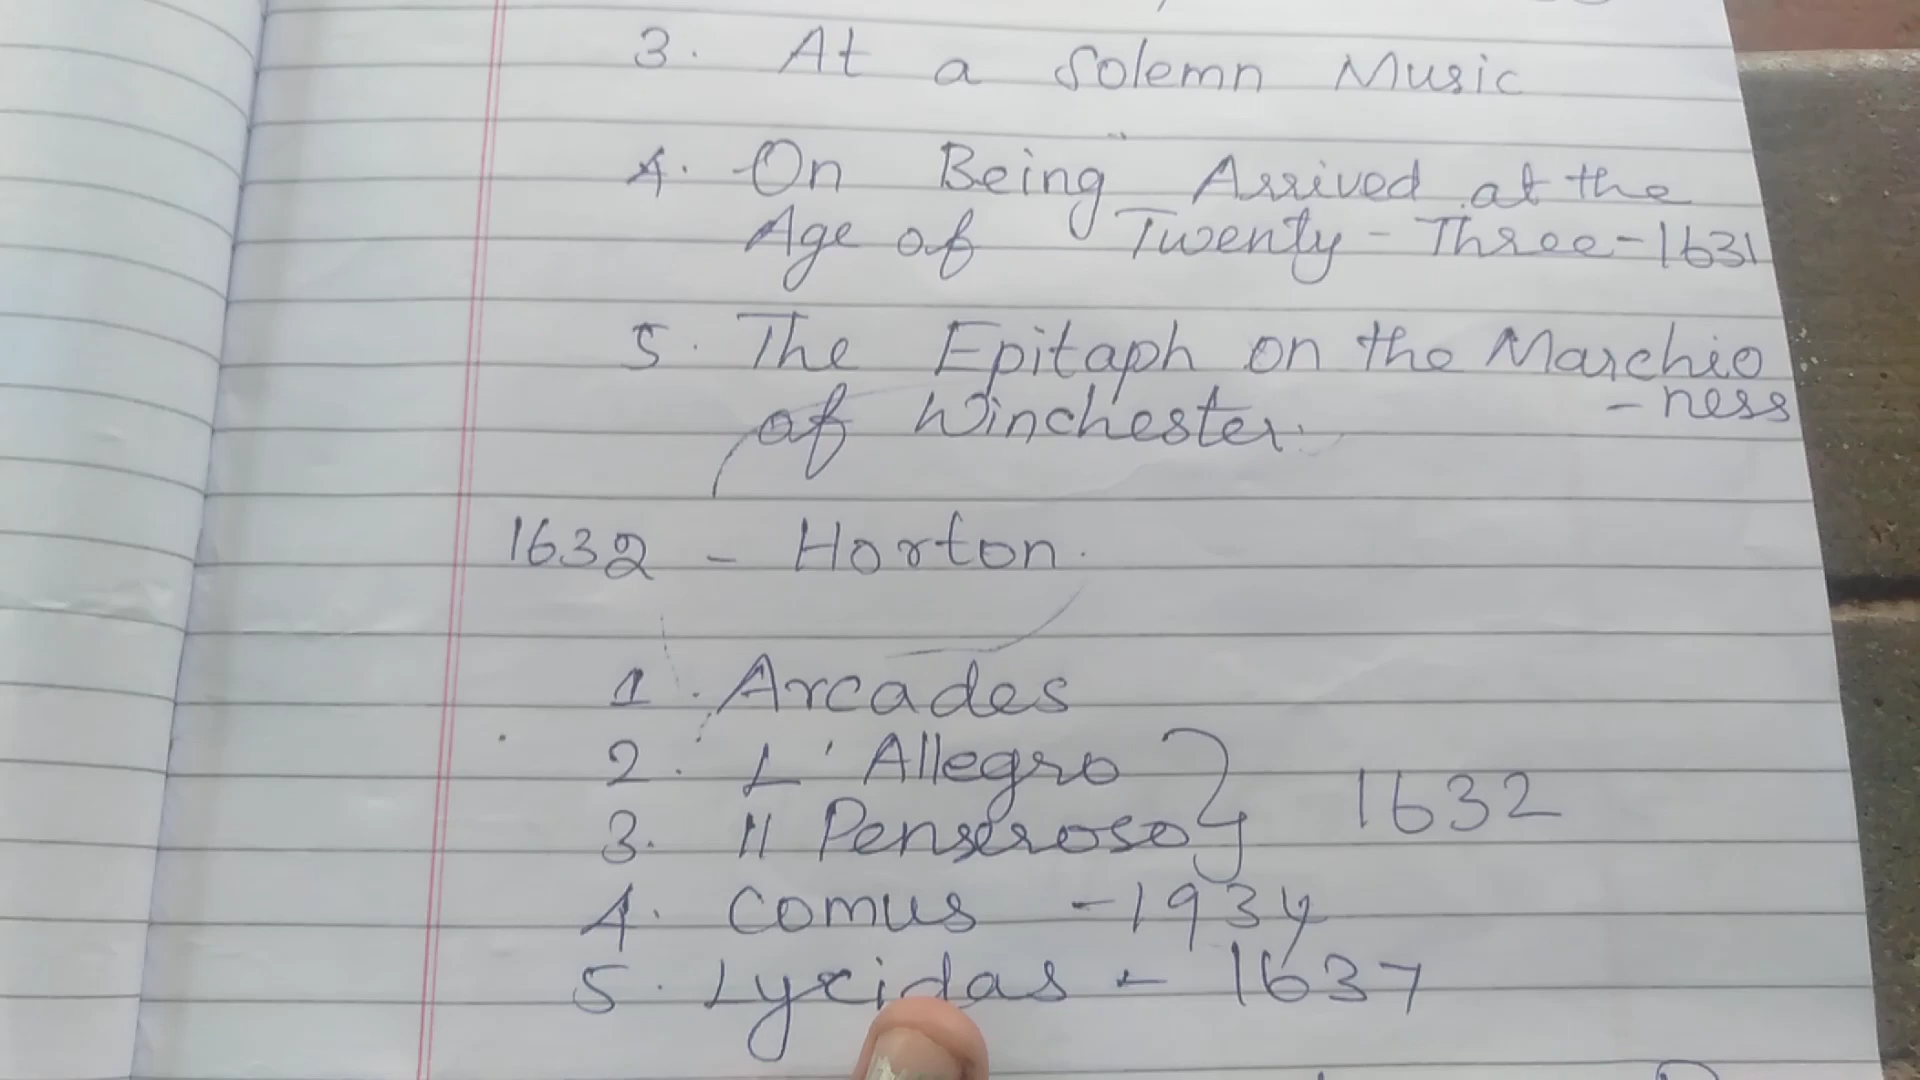 3. At a Solemn Music
4. On Being Arrived at the
Age of Twenty-Three-1631
5. The Epitaph on the Marchio
-ness
of Winchester.
1632 - Horton.
1. Arcades
2. L'Allegro
3. Il Penseroso
1632
4. Comus - 1934
5. Lycidas - 1637